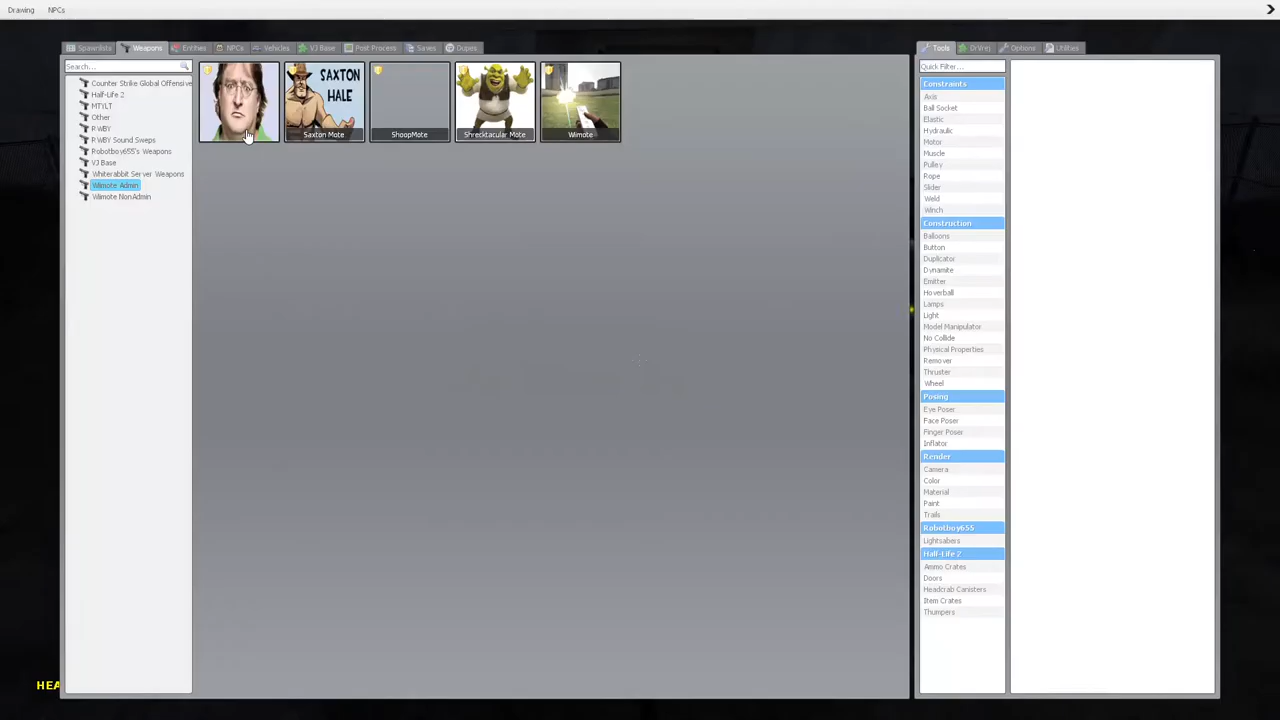 Drawing NPCs
Spawnlists Weapons Entities NPCs Vehicles VJ Base Post Process Saves Dupes
Tools DrVrej Options Utilities
Search...
Counter Strike Global Offensive
Half-Life 2
MTYLT
Other
RWBY
RWBY Sound Sweps
Robotboy655's Weapons
VJ Base
Whiterabbit Server Weapons
Wiimote Admin
Wiimote NonAdmin
SAXTON
HALE
Saxton Mote
ShoopMote
Shrecktacular Mote
Wiimote
Quick Filter...
Constraints
Axis
Ball Socket
Elastic
Hydraulic
Motor
Muscle
Pulley
Rope
Slider
Weld
Winch
Construction
Balloons
Button
Duplicator
Dynamite
Emitter
Hoverball
Lamps
Light
Model Manipulator
No Collide
Physical Properties
Remover
Thruster
Wheel
Posing
Eye Poser
Face Poser
Finger Poser
Inflator
Render
Camera
Color
Material
Paint
Trails
Robotboy655
Lightsabers
Half-Life 2
Ammo Crates
Doors
Headcrab Canisters
Item Crates
Thumpers
HEA